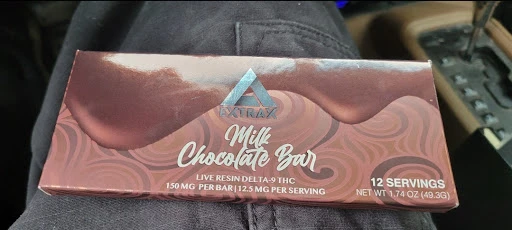 EXTRAX
Milk
Chocolate Bar
LIVE RESIN DELTA-9 THC
150 MG PER BAR | 12.5 MG PER SERVING
12 SERVINGS
NET WT 1.74 OZ (49.3G)